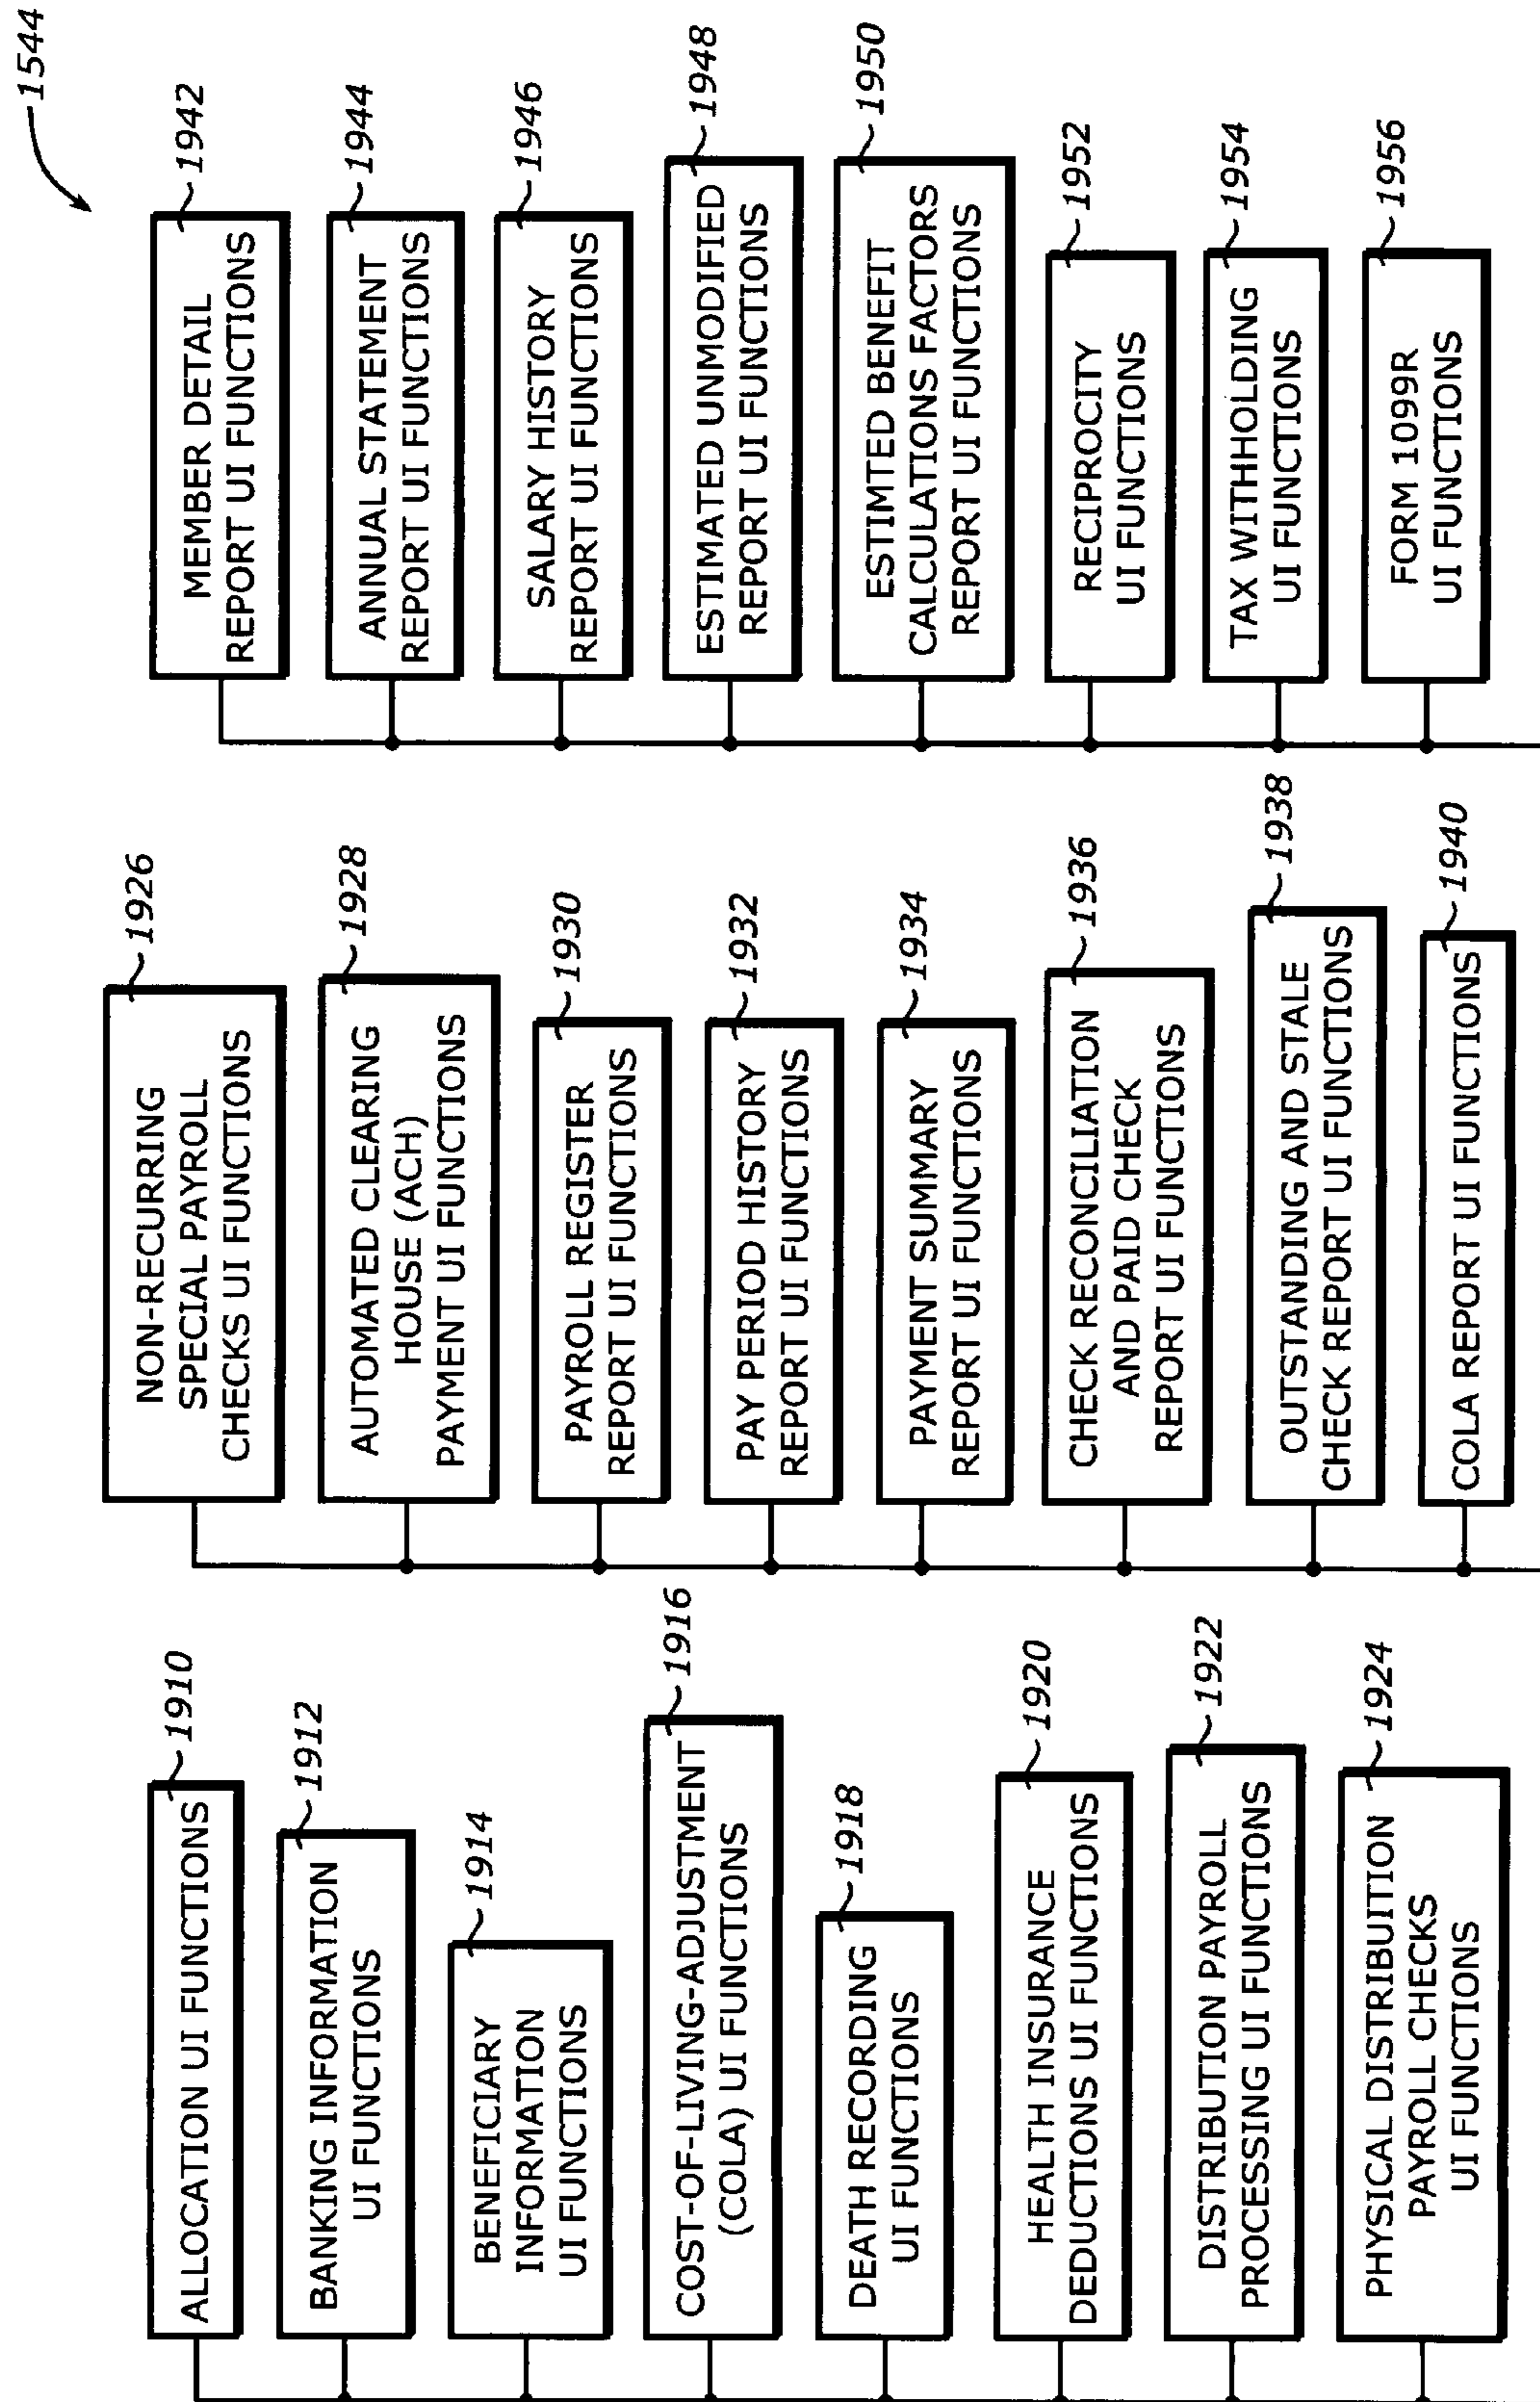 1544
ALLOCATION UI FUNCTIONS
1910
BANKING INFORMATION
UI FUNCTIONS
1912
BENEFICIARY
INFORMATION
UI FUNCTIONS
1914
COST-OF-LIVING-ADJUSTMENT
(COLA) UI FUNCTIONS
1916
DEATH RECORDING
UI FUNCTIONS
1918
HEALTH INSURANCE
DEDUCTIONS UI FUNCTIONS
1920
DISTRIBUTION PAYROLL
PROCESSING UI FUNCTIONS
1922
PHYSICAL DISTRIBUITION
PAYROLL CHECKS
UI FUNCTIONS
1924
NON-RECURRING
SPECIAL PAYROLL
CHECKS UI FUNCTIONS
1926
AUTOMATED CLEARING
HOUSE (ACH)
PAYMENT UI FUNCTIONS
1928
PAYROLL REGISTER
REPORT UI FUNCTIONS
1930
PAY PERIOD HISTORY
REPORT UI FUNCTIONS
1932
PAYMENT SUMMARY
REPORT UI FUNCTIONS
1934
CHECK RECONCILIATION
AND PAID CHECK
REPORT UI FUNCTIONS
1936
OUTSTANDING AND STALE
CHECK REPORT UI FUNCTIONS
1938
COLA REPORT UI FUNCTIONS
1940
MEMBER DETAIL
REPORT UI FUNCTIONS
1942
ANNUAL STATEMENT
REPORT UI FUNCTIONS
1944
SALARY HISTORY
REPORT UI FUNCTIONS
1946
ESTIMATED UNMODIFIED
REPORT UI FUNCTIONS
1948
ESTIMTED BENEFIT
CALCULATIONS FACTORS
REPORT UI FUNCTIONS
1950
RECIPROCITY
UI FUNCTIONS
1952
TAX WITHHOLDING
UI FUNCTIONS
1954
FORM 1099R
UI FUNCTIONS
1956